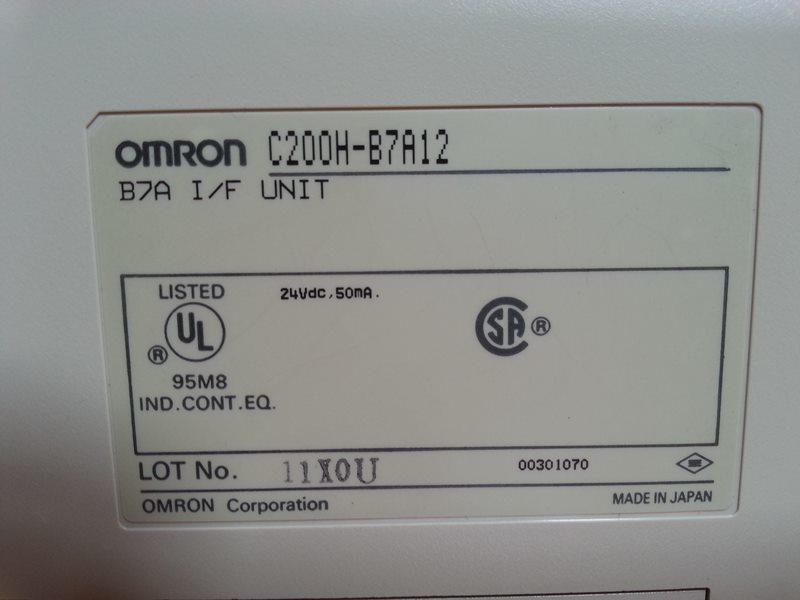 OMRON C200H-B7A12
B7A I/F UNIT
LISTED 24Vdc,50mA.
UL ®
SA ®
95M8
IND.CONT.EQ.
LOT No. 11X0U 00301070
OMRON Corporation MADE IN JAPAN